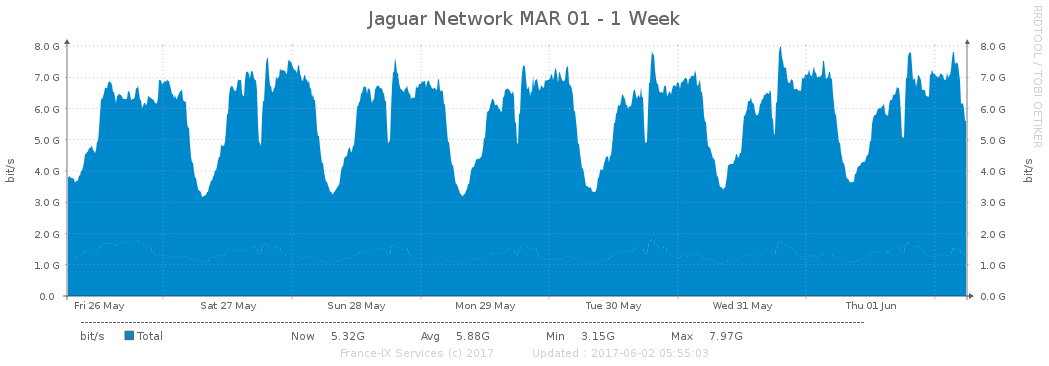 Jaguar Network MAR 01 - 1 Week
RRDTOOL / TOBI OETIKER
8.0 G 8.0 G
7.0 G 7.0 G
6.0 G 6.0 G
5.0 G 5.0 G
4.0 G 4.0 G
3.0 G 3.0 G
2.0 G 2.0 G
1.0 G 1.0 G
0.0 0.0 G
bit/s bit/s
Fri 26 May Sat 27 May Sun 28 May Mon 29 May Tue 30 May Wed 31 May Thu 01 Jun
bit/s Total Now 5.32G Avg 5.88G Min 3.15G Max 7.97G
France-IX Services (c) 2017 Updated : 2017-06-02 05:55:03